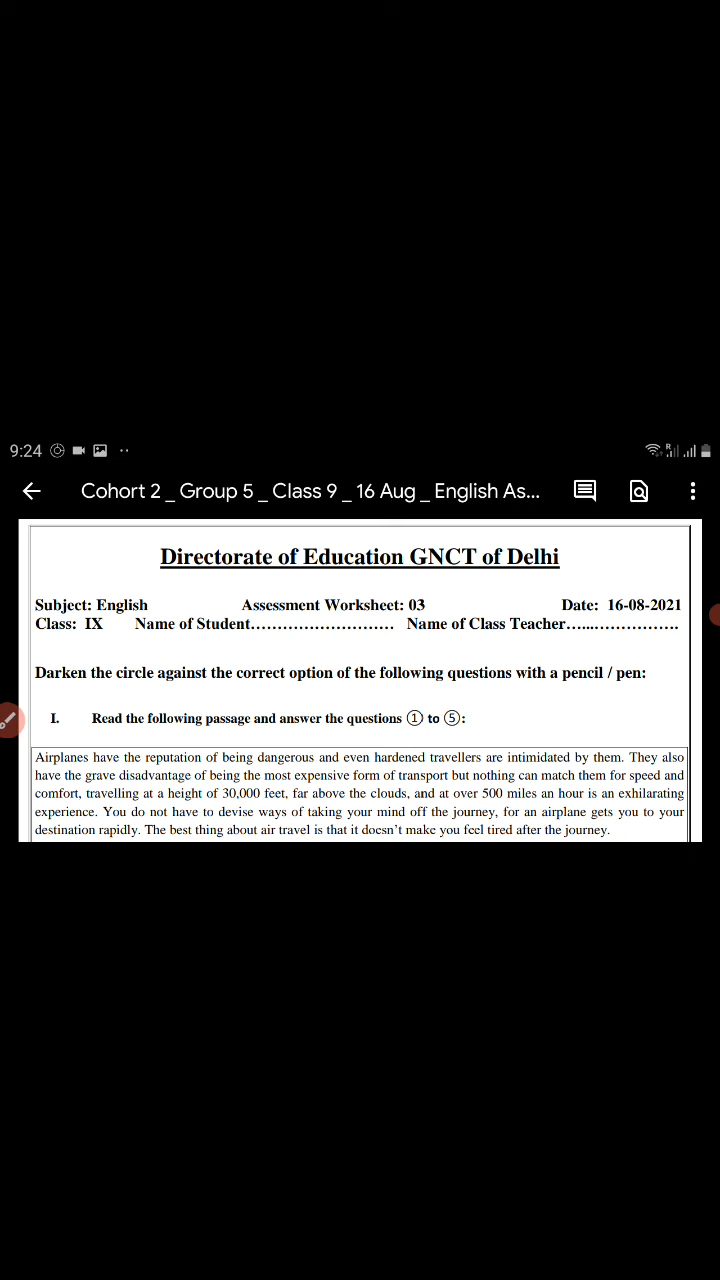 9:24
Cohort 2 _ Group 5 _ Class 9 _ 16 Aug _ English As...
Directorate of Education GNCT of Delhi
Subject: English Assessment Worksheet: 03 Date: 16-08-2021
Class: IX Name of Student........................... Name of Class Teacher.....................
Darken the circle against the correct option of the following questions with a pencil / pen:
I. Read the following passage and answer the questions ① to ⑤:
Airplanes have the reputation of being dangerous and even hardened travellers are intimidated by them. They also
have the grave disadvantage of being the most expensive form of transport but nothing can match them for speed and
comfort, travelling at a height of 30,000 feet, far above the clouds, and at over 500 miles an hour is an exhilarating
experience. You do not have to devise ways of taking your mind off the journey, for an airplane gets you to your
destination rapidly. The best thing about air travel is that it doesn't make you feel tired after the journey.